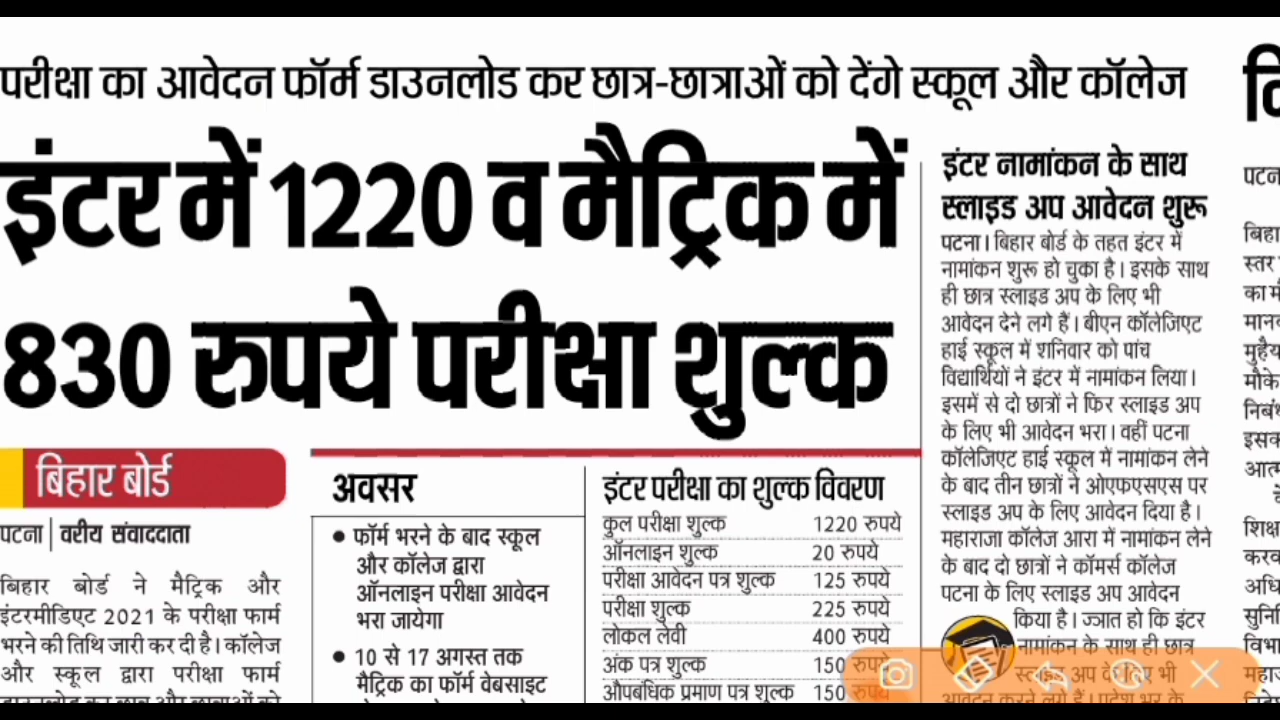 परीक्षा का आवेदन फॉर्म डाउनलोड कर छात्र-छात्राओं को देंगे स्कूल और कॉलेज
इंटर में 1220 व मैट्रिक में
830 रुपये परीक्षा शुल्क
बिहार बोर्ड
पटना | वरीय संवाददाता
बिहार बोर्ड ने मैट्रिक और
इंटरमीडिएट 2021 के परीक्षा फार्म
भरने की तिथि जारी कर दी है। कॉलेज
और स्कूल द्वारा परीक्षा फार्म
अवसर
● फॉर्म भरने के बाद स्कूल
और कॉलेज द्वारा
ऑनलाइन परीक्षा आवेदन
भरा जायेगा
● 10 से 17 अगस्त तक
मैट्रिक का फॉर्म वेबसाइट
इंटर परीक्षा का शुल्क विवरण
कुल परीक्षा शुल्क 1220 रुपये
ऑनलाइन शुल्क 20 रुपये
परीक्षा आवेदन पत्र शुल्क 125 रुपये
परीक्षा शुल्क 225 रुपये
लोकल लेवी 400 रुपये
अंक पत्र शुल्क 150 रुपये
औपबंधिक प्रमाण पत्र शुल्क 150 रुपये
इंटर नामांकन के साथ
स्लाइड अप आवेदन शुरू
पटना। बिहार बोर्ड के तहत इंटर में
नामांकन शुरू हो चुका है। इसके साथ
ही छात्र स्लाइड अप के लिए भी
आवेदन देने लगे हैं। बीएन कॉलेजिएट
हाई स्कूल में शनिवार को पांच
विद्यार्थियों ने इंटर में नामांकन लिया।
इसमें से दो छात्रों ने फिर स्लाइड अप
के लिए भी आवेदन भरा। वहीं पटना
कॉलेजिएट हाई स्कूल में नामांकन लेने
के बाद तीन छात्रों ने ओएफएसएस पर
स्लाइड अप के लिए आवेदन दिया है।
महाराजा कॉलेज आरा में नामांकन लेने
के बाद दो छात्रों ने कॉमर्स कॉलेज
पटना के लिए स्लाइड अप आवेदन
किया है। ज्ञात हो कि इंटर
नामांकन के साथ ही छात्र
स्लाइड अप के लिए भी